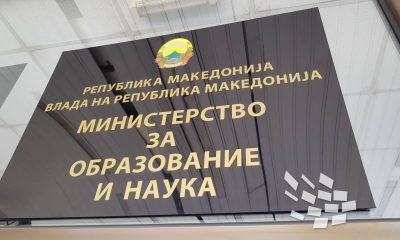 РЕПУБЛИКА МАКЕДОНИЈА
ВЛАДА НА РЕПУБЛИКА МАКЕДОНИЈА
МИНИСТЕРСТВО
ЗА
ОБРАЗОВАНИЕ
И НАУКА